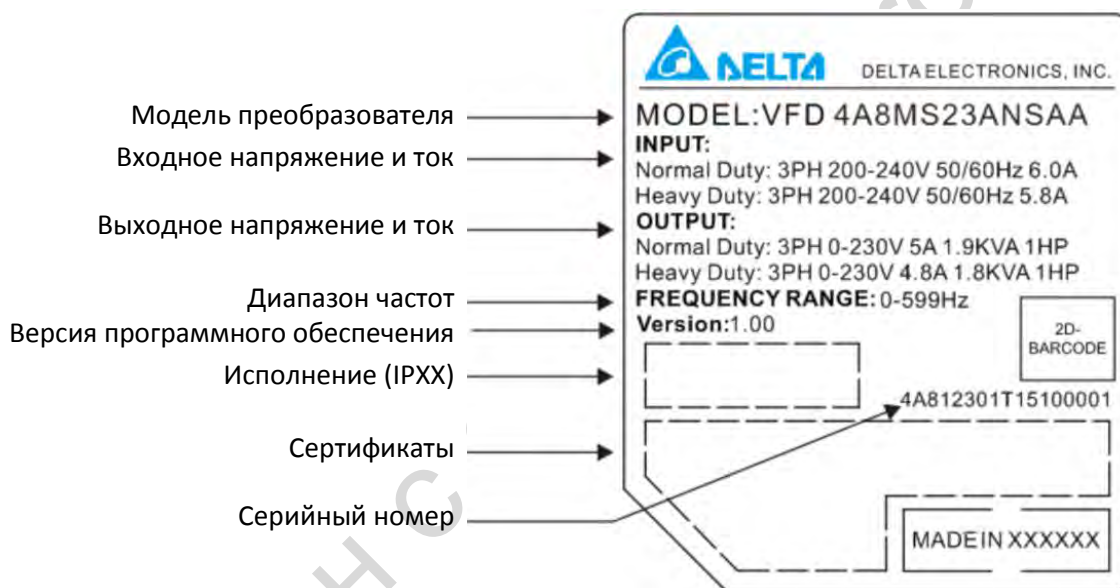 DELTA
DELTA ELECTRONICS, INC.
Модель преобразователя
MODEL:VFD 4A8MS23ANSAA
Входное напряжение и ток
INPUT:
Normal Duty: 3PH 200-240V 50/60Hz 6.0A
Heavy Duty: 3PH 200-240V 50/60Hz 5.8A
Выходное напряжение и ток
OUTPUT:
Normal Duty: 3PH 0-230V 5A 1.9KVA 1HP
Heavy Duty: 3PH 0-230V 4.8A 1.8KVA 1HP
Диапазон частот
FREQUENCY RANGE: 0-599Hz
Версия программного обеспечения
Version:1.00
2D-
BARCODE
Исполнение (IPXX)
4A812301T15100001
Сертификаты
Серийный номер
MADE IN XXXXXX
Н С